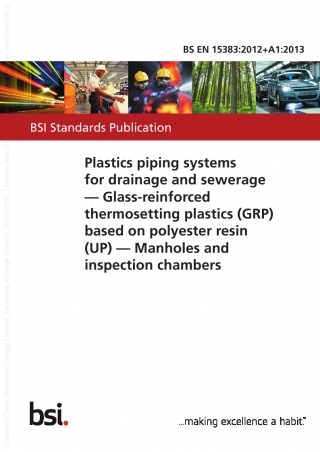 BS EN 15383:2012+A1:2013
BSI Standards Publication
Plastics piping systems
for drainage and sewerage
— Glass-reinforced
thermosetting plastics (GRP)
based on polyester resin
(UP) — Manholes and
inspection chambers
bsi.
...making excellence a habit.™